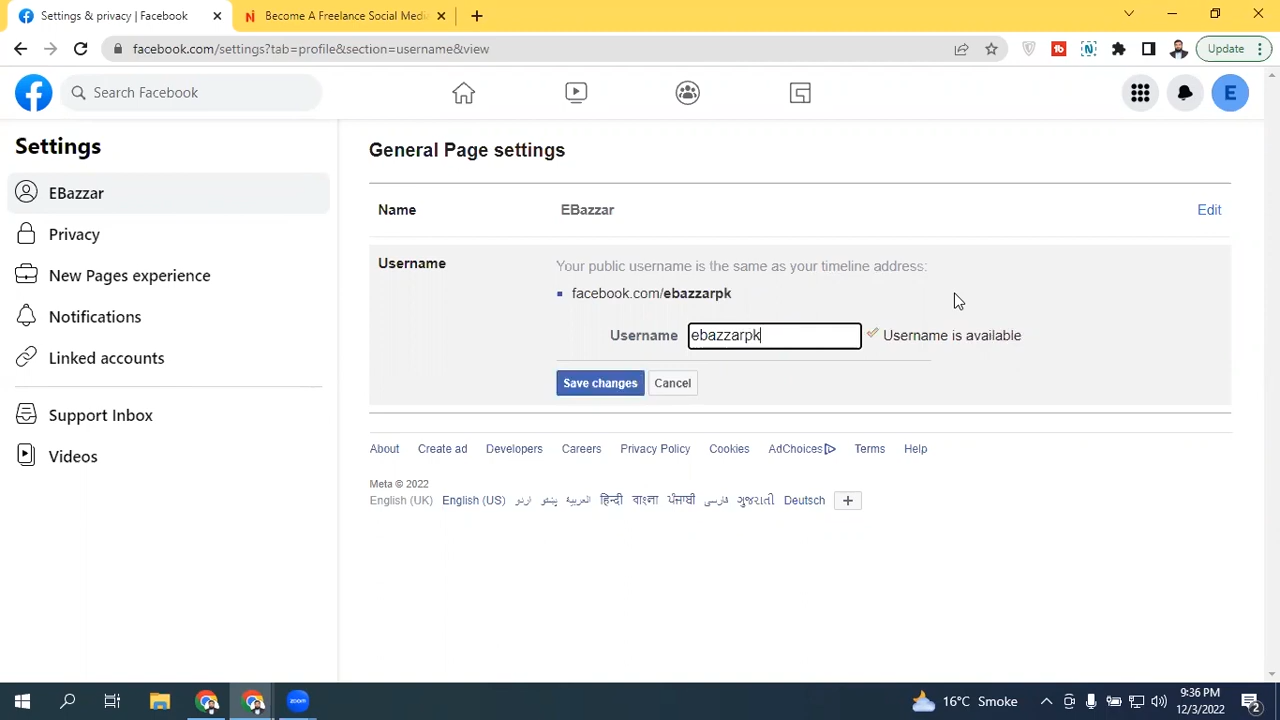 Settings & privacy | Facebook
Become A Freelance Social Medi
facebook.com/settings?tab=profile&section=username&view
Update
Search Facebook
E
Settings
EBazzar
Privacy
New Pages experience
Notifications
Linked accounts
Support Inbox
Videos
General Page settings
Name EBazzar Edit
Username Your public username is the same as your timeline address:
facebook.com/ebazzarpk
Username ebazzarpk Username is available
Save changes Cancel
About Create ad Developers Careers Privacy Policy Cookies AdChoices Terms Help
Meta © 2022
English (UK) English (US) اردو پښتو العربية हिन्दी বাংলা ਪੰਜਾਬੀ فارسی ગુજરાતી Deutsch +
zoom
16°C Smoke
9:36 PM
12/3/2022
2